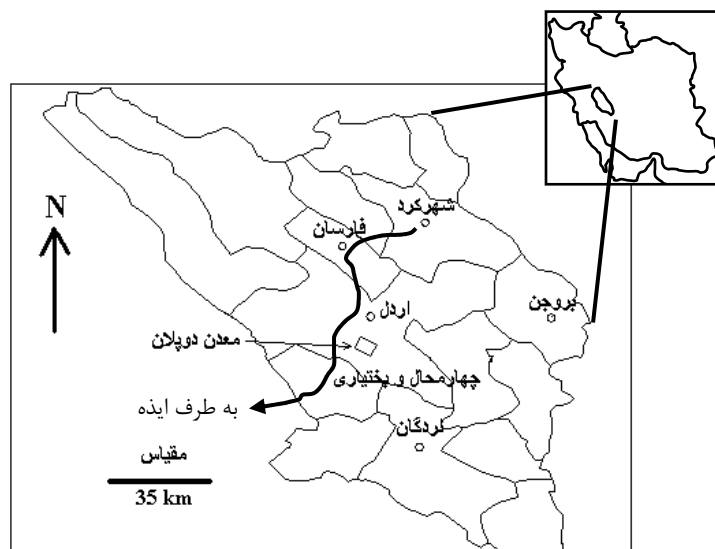 شهرکرد
فارسان
N
بروجن
اردل
معدن دوپلان
چهارمحال و بختیاری
به طرف ایذه
لردگان
مقیاس
35 km